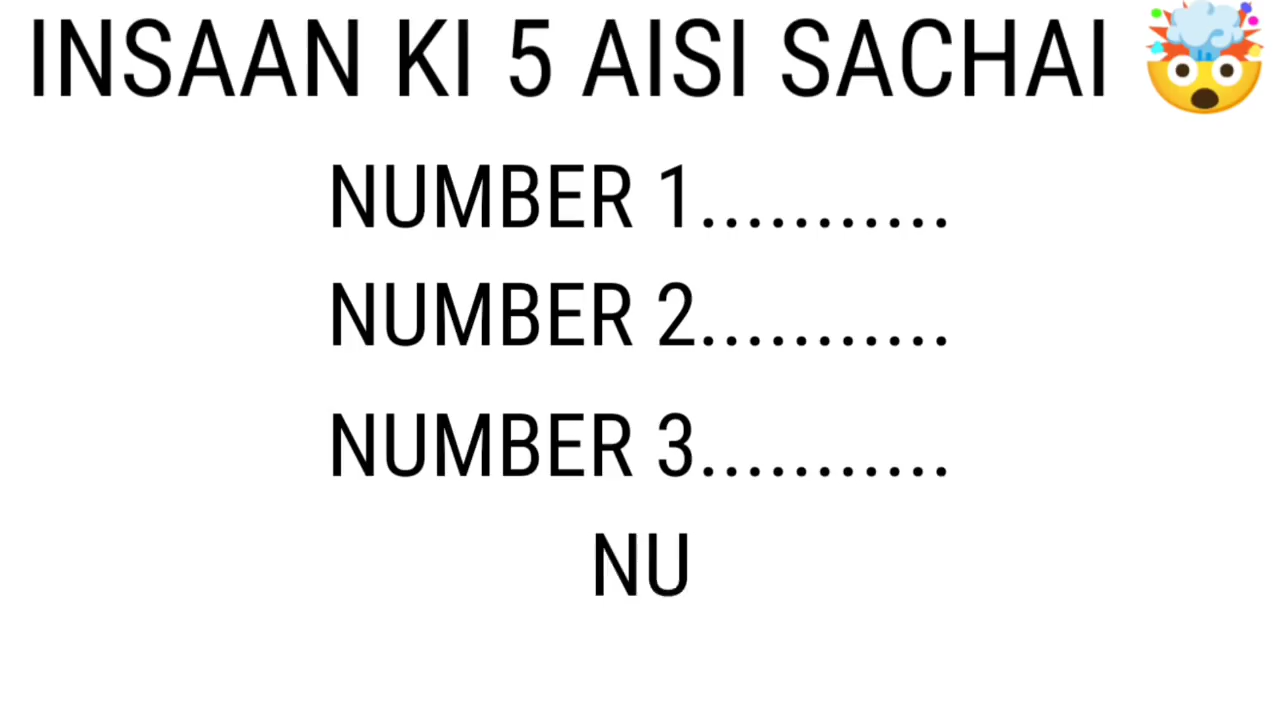 INSAAN KI 5 AISI SACHAI 🤯
NUMBER 1...........
NUMBER 2...........
NUMBER 3...........
NU